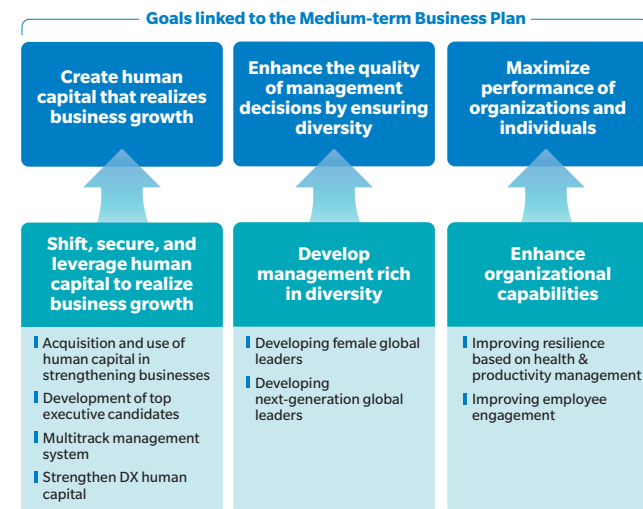 Goals linked to the Medium-term Business Plan
Create human
capital that realizes
business growth
Enhance the quality
of management
decisions by ensuring
diversity
Maximize
performance of
organizations and
individuals
Shift, secure, and
leverage human
capital to realize
business growth
Acquisition and use of
human capital in
strengthening businesses
Development of top
executive candidates
Multitrack management
system
Strengthen DX human
capital
Develop
management rich
in diversity
Developing female global
leaders
Developing
next-generation global
leaders
Enhance
organizational
capabilities
Improving resilience
based on health &
productivity management
Improving employee
engagement